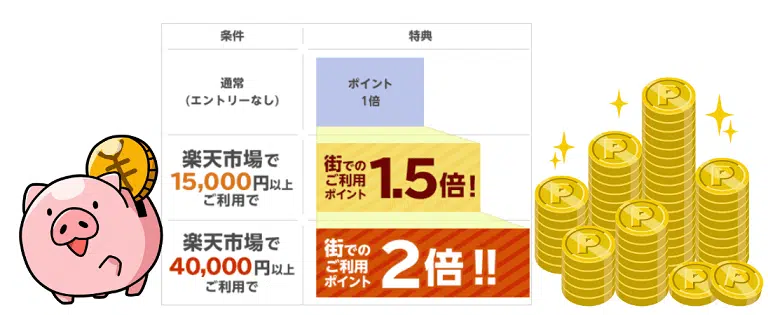 条件
特典
通常
(エントリーなし)
ポイント
1倍
楽天市場で
15,000円以上
ご利用で
街での
ご利用
ポイント
1.5倍!
楽天市場で
40,000円以上
ご利用で
街での
ご利用
ポイント
2倍!!
¥
P
P
P
P
P
P
P
P